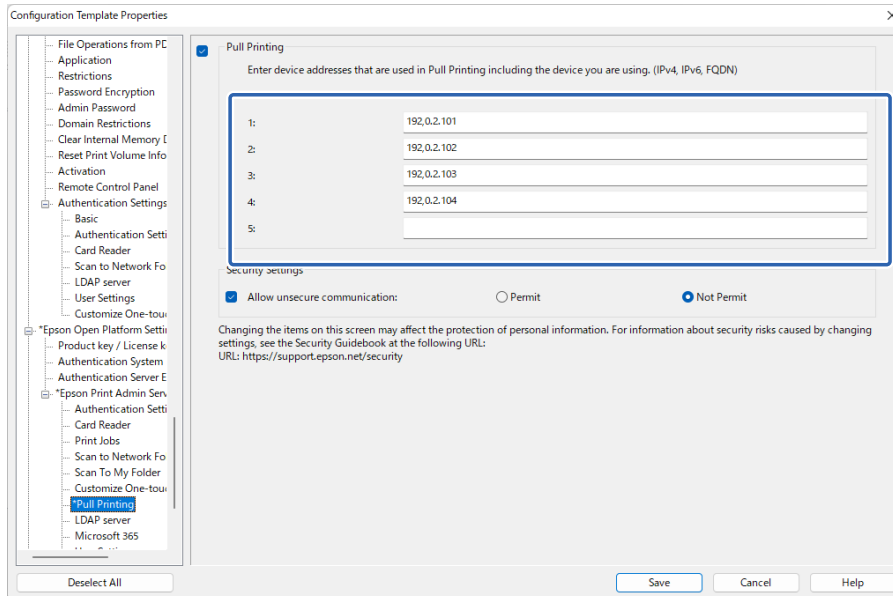 Configuration Template Properties
File Operations from PE
Application
Restrictions
Password Encryption
Admin Password
Domain Restrictions
Clear Internal Memory D
Reset Print Volume Info
Activation
Remote Control Panel
Authentication Settings
Basic
Authentication Setti
Card Reader
Scan to Network Fo
LDAP server
User Settings
Customize One-tou
*Epson Open Platform Settin
Product key / License k
Authentication System
Authentication Server E
*Epson Print Admin Serv
Authentication Setti
Card Reader
Print Jobs
Scan to Network Fo
Scan To My Folder
Customize One-tou
*Pull Printing
LDAP server
Microsoft 365
Deselect All
Pull Printing
Enter device addresses that are used in Pull Printing including the device you are using. (IPv4, IPv6, FQDN)
1: 192,0.2.101
2: 192,0.2.102
3: 192,0.2.103
4: 192,0.2.104
5:
Security Settings
Allow unsecure communication: Permit Not Permit
Changing the items on this screen may affect the protection of personal information. For information about security risks caused by changing
settings, see the Security Guidebook at the following URL:
URL: https://support.epson.net/security
Save Cancel Help